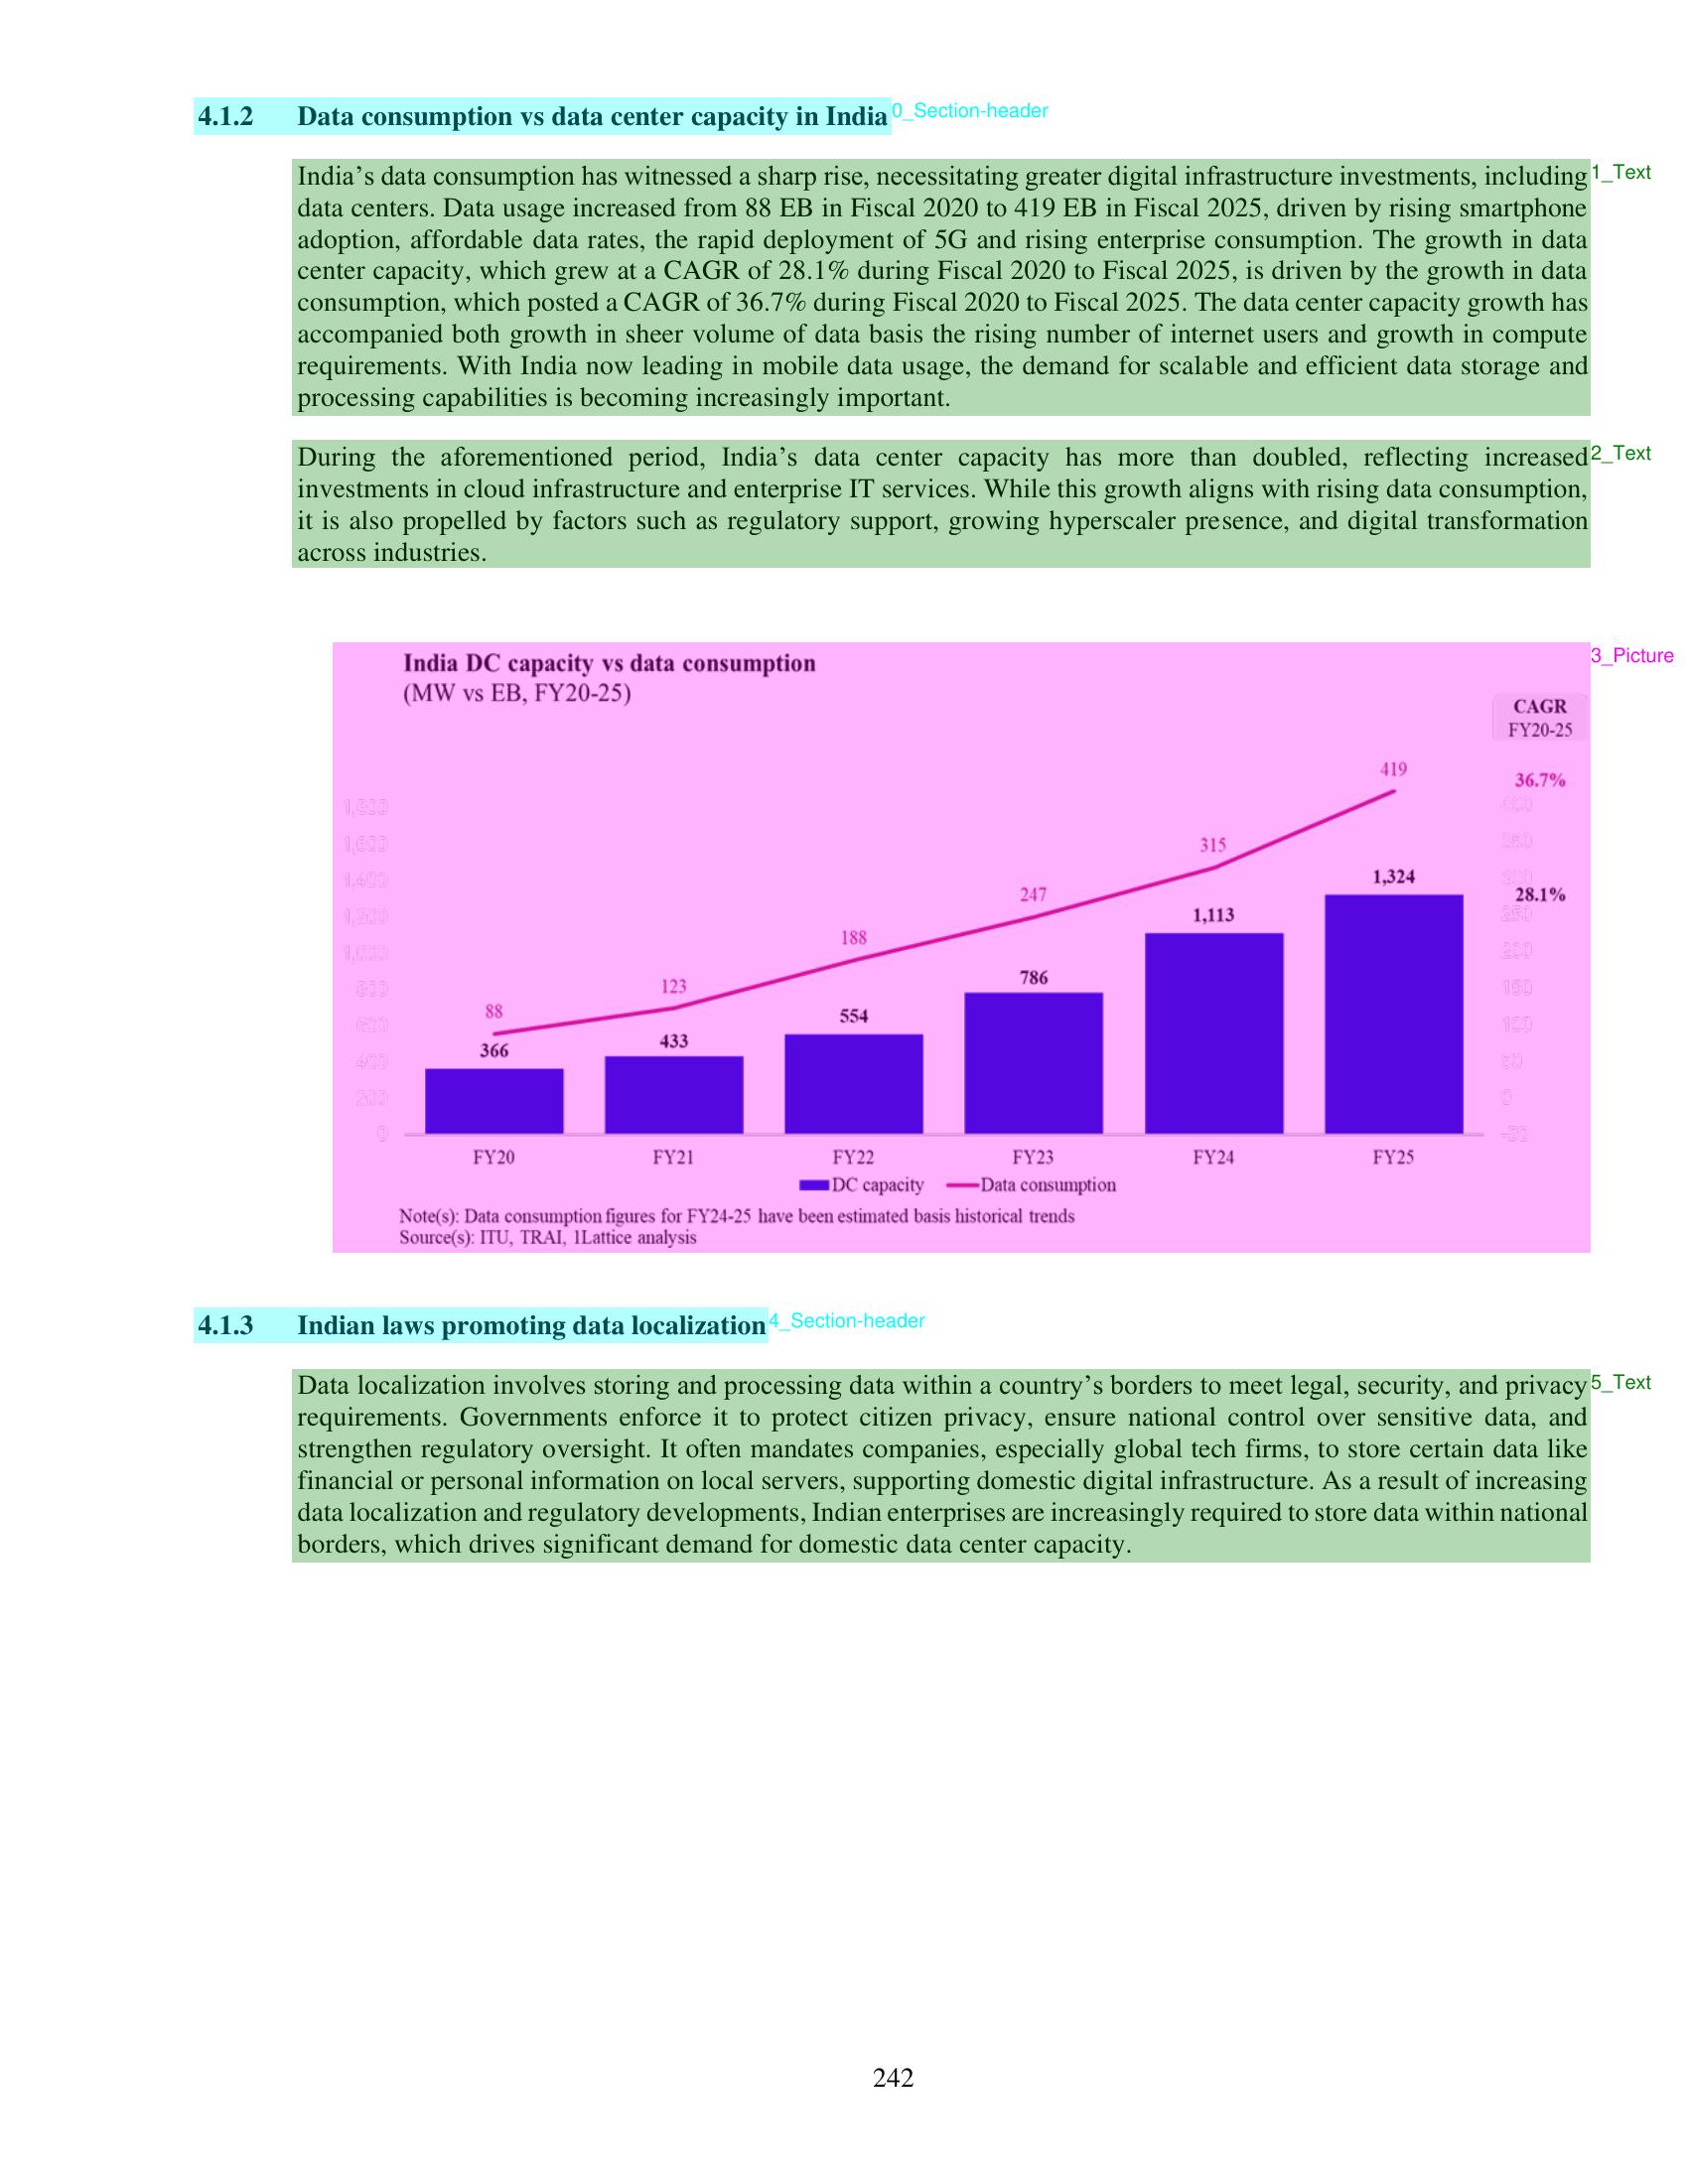 4.1.2 Data consumption vs data center capacity in India
0_Section-header
India's data consumption has witnessed a sharp rise, necessitating greater digital infrastructure investments, including
1_Text
data centers. Data usage increased from 88 EB in Fiscal 2020 to 419 EB in Fiscal 2025, driven by rising smartphone
adoption, affordable data rates, the rapid deployment of 5G and rising enterprise consumption. The growth in data
center capacity, which grew at a CAGR of 28.1% during Fiscal 2020 to Fiscal 2025, is driven by the growth in data
consumption, which posted a CAGR of 36.7% during Fiscal 2020 to Fiscal 2025. The data center capacity growth has
accompanied both growth in sheer volume of data basis the rising number of internet users and growth in compute
requirements. With India now leading in mobile data usage, the demand for scalable and efficient data storage and
processing capabilities is becoming increasingly important.
During the aforementioned period, India's data center capacity has more than doubled, reflecting increased
2_Text
investments in cloud infrastructure and enterprise IT services. While this growth aligns with rising data consumption,
it is also propelled by factors such as regulatory support, growing hyperscaler presence, and digital transformation
across industries.
3_Picture
India DC capacity vs data consumption
(MW vs EB, FY20-25)
CAGR
FY20-25
419
36.7%
1,800
400
1,600
315
350
1,400
1,324
300
247
28.1%
1,200
1,113
250
188
1,000
200
786
800
123
150
554
600
88
433
100
366
400
50
200
0
0
-50
FY20 FY21 FY22 FY23 FY24 FY25
DC capacity Data consumption
Note(s): Data consumption figures for FY24-25 have been estimated basis historical trends
Source(s): ITU, TRAI, 1Lattice analysis
4.1.3 Indian laws promoting data localization
4_Section-header
Data localization involves storing and processing data within a country's borders to meet legal, security, and privacy
5_Text
requirements. Governments enforce it to protect citizen privacy, ensure national control over sensitive data, and
strengthen regulatory oversight. It often mandates companies, especially global tech firms, to store certain data like
financial or personal information on local servers, supporting domestic digital infrastructure. As a result of increasing
data localization and regulatory developments, Indian enterprises are increasingly required to store data within national
borders, which drives significant demand for domestic data center capacity.
242